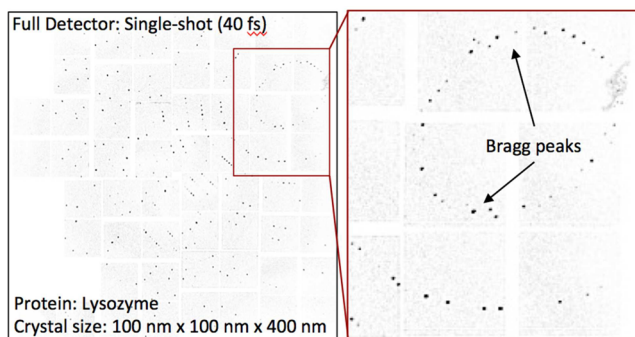 Full Detector: Single-shot (40 fs)
Bragg peaks
Protein: Lysozyme
Crystal size: 100 nm x 100 nm x 400 nm